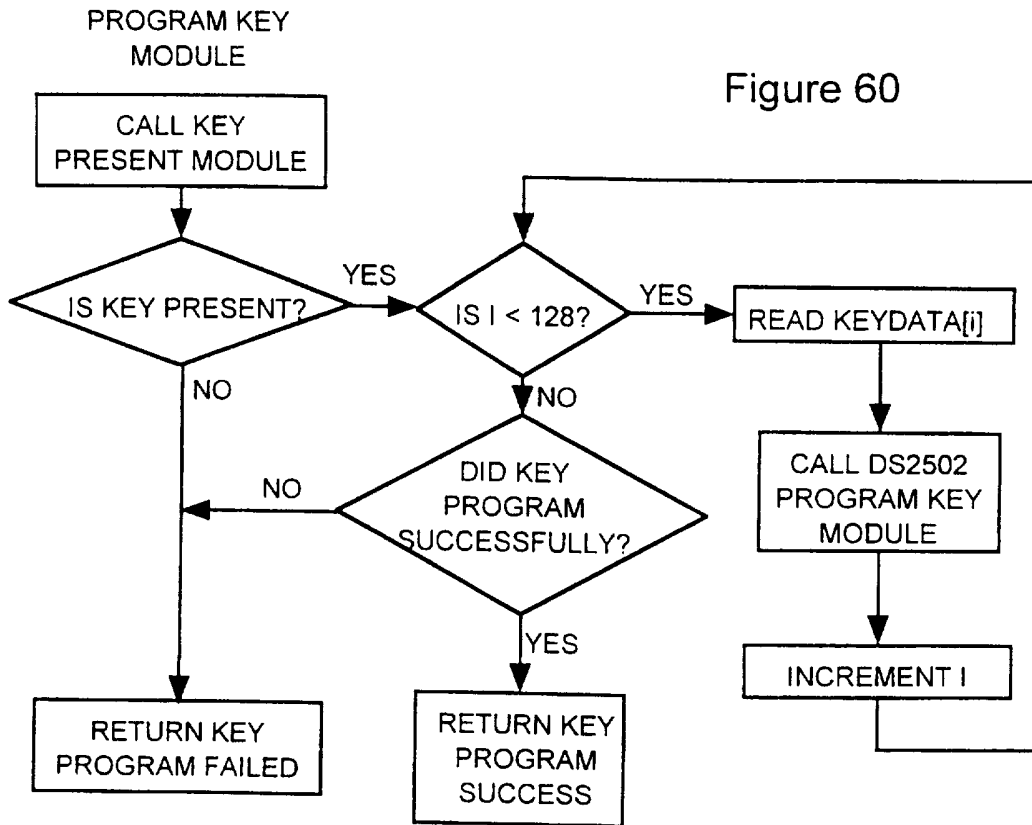 PROGRAM KEY
MODULE
Figure 60
CALL KEY
PRESENT MODULE
IS KEY PRESENT?
YES
NO
IS I < 128?
YES
NO
READ KEYDATA[i]
CALL DS2502
PROGRAM KEY
MODULE
INCREMENT I
DID KEY
PROGRAM
SUCCESSFULLY?
NO
YES
RETURN KEY
PROGRAM FAILED
RETURN KEY
PROGRAM
SUCCESS